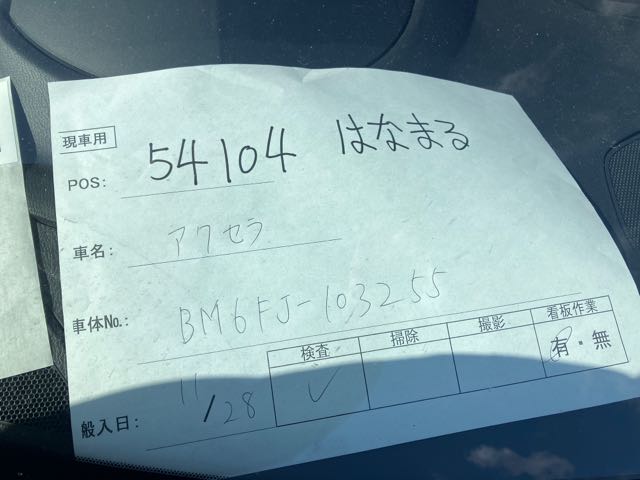 現車用
POS: 54104 はなまる
車名: アクセラ
車体No.: BM6FJ-103255
検査 掃除 撮影 看板作業
✓ 有・無
般入日: 11/28